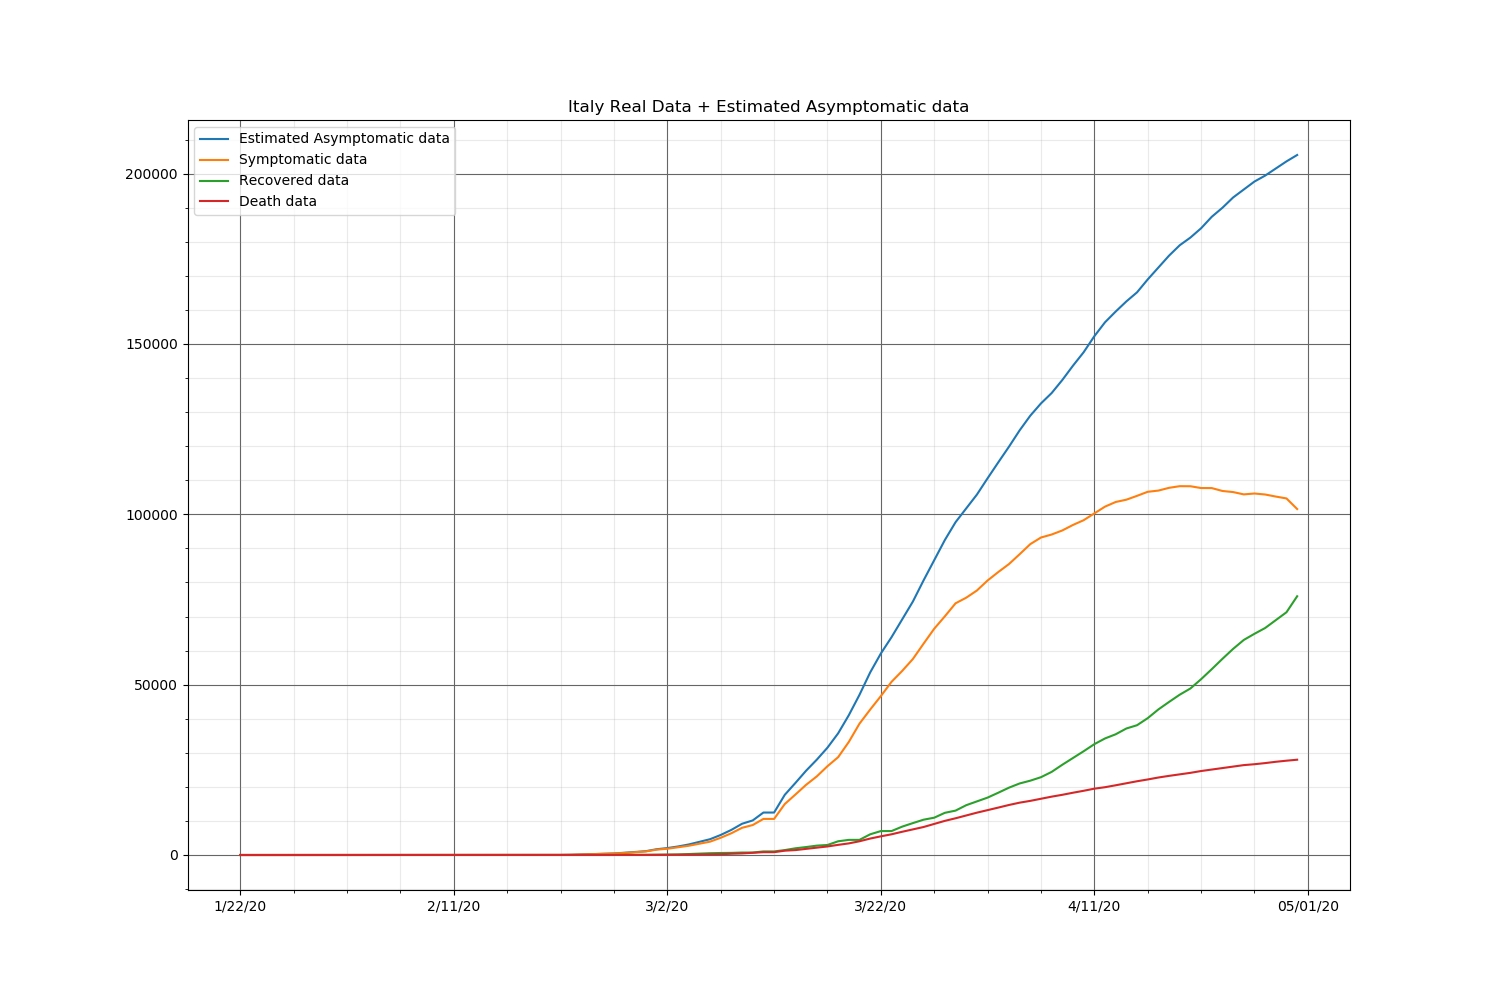 Italy Real Data + Estimated Asymptomatic data
Estimated Asymptomatic data
Symptomatic data
Recovered data
Death data
200000
150000
100000
50000
0
1/22/20
2/11/20
3/2/20
3/22/20
4/11/20
05/01/20